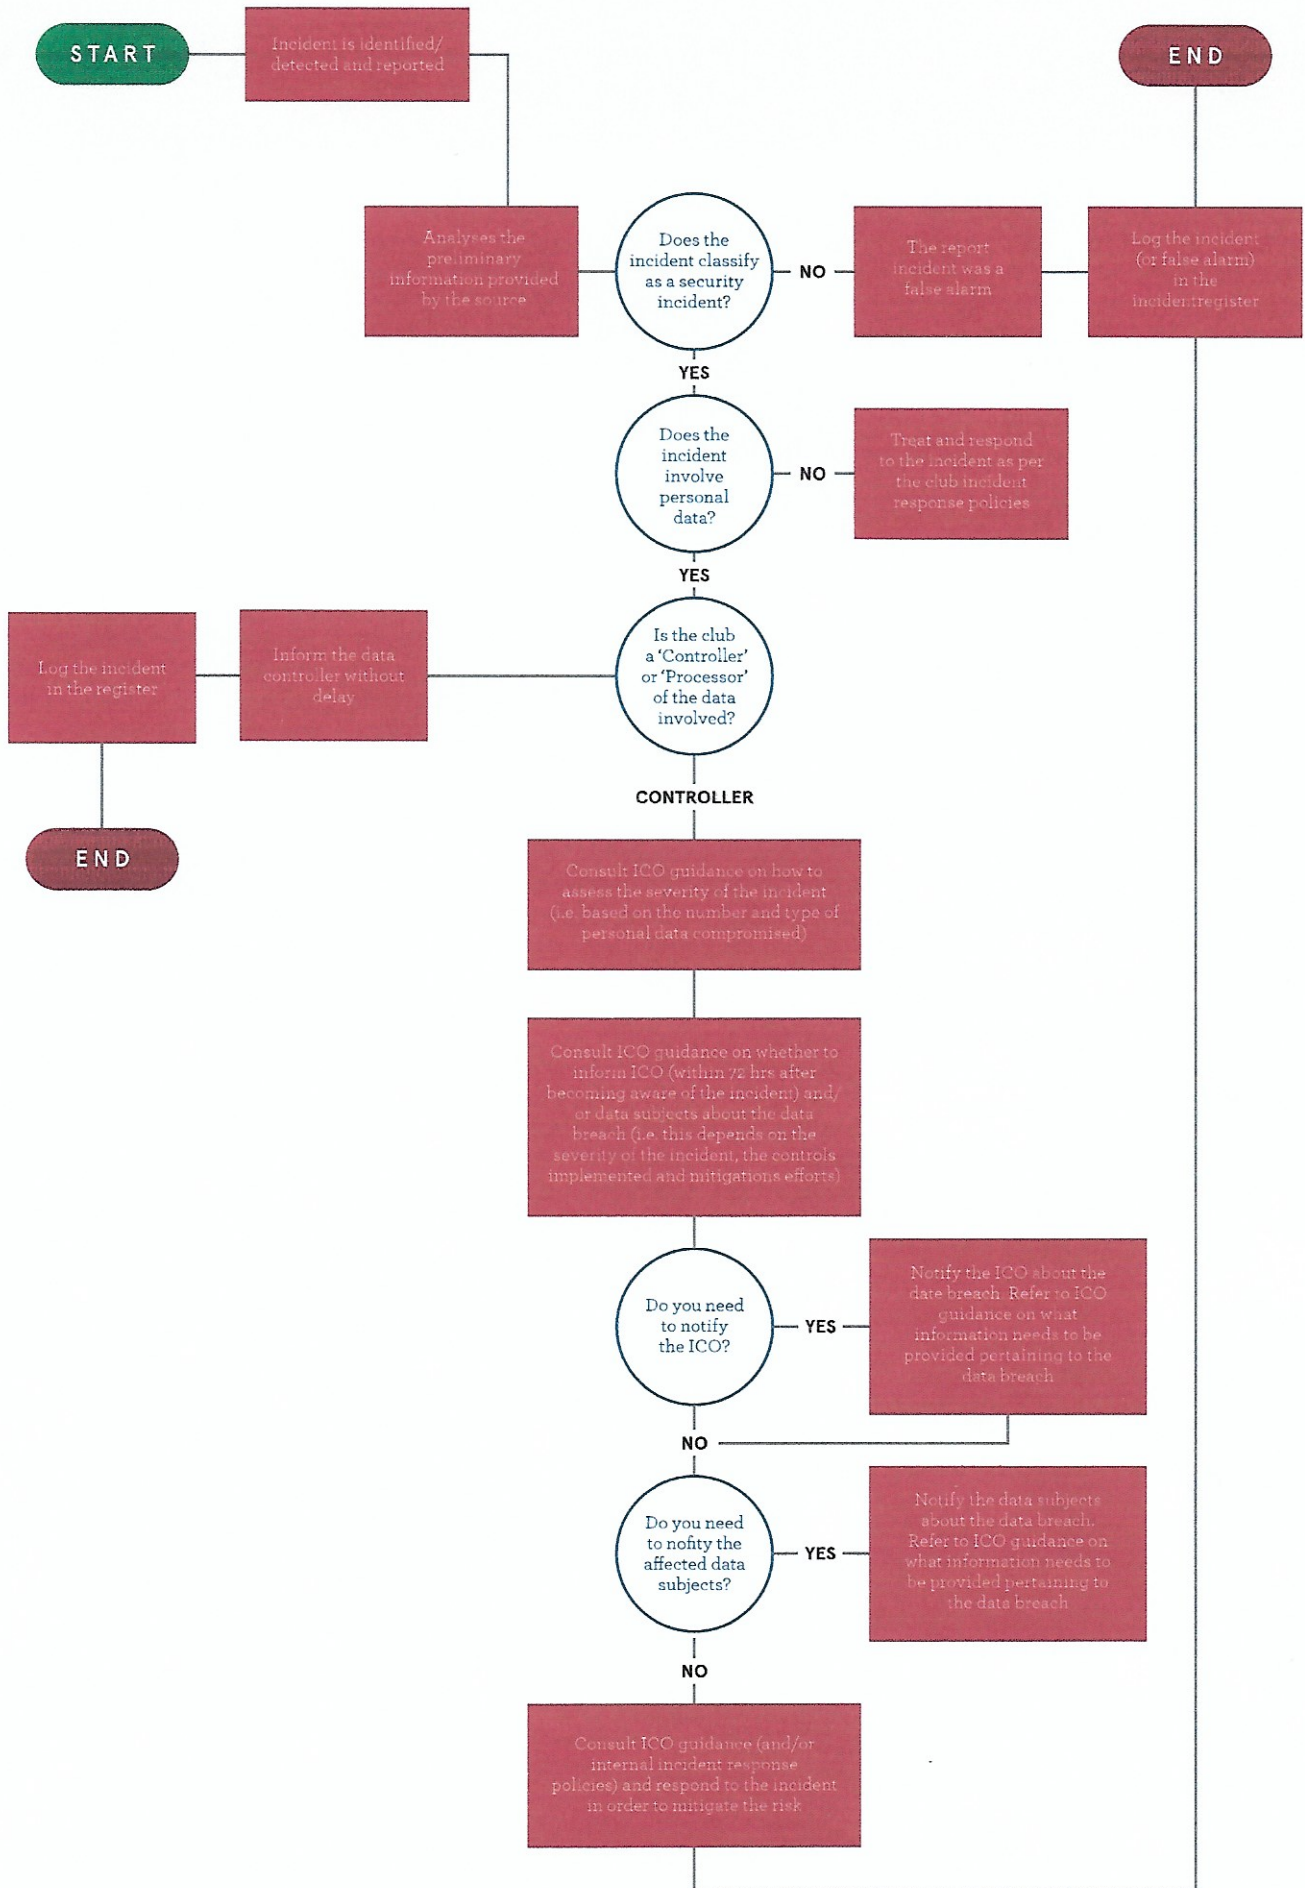 START
Incident is identified/
detected and reported
END
Analyses the
preliminary
information provided
by the source
Does the
incident classify
as a security
incident?
NO
The report
incident was a
false alarm
Log the incident
(or false alarm)
in the
incidentregister
YES
Does the
incident
involve
personal
data?
NO
Treat and respond
to the incident as per
the club incident
response policies
YES
Is the club
a ‘Controller’
or ‘Processor’
of the data
involved?
Inform the data
controller without
delay
Log the incident
in the register
END
CONTROLLER
Consult ICO guidance on how to
assess the severity of the incident
(i.e. based on the number and type of
personal data compromised)
Consult ICO guidance on whether to
inform ICO (within 72 hrs after
becoming aware of the incident) and/
or data subjects about the data
breach (i.e. this depends on the
severity of the incident, the controls
implemented and mitigations efforts)
Do you need
to notify
the ICO?
YES
Notify the ICO about the
date breach. Refer to ICO
guidance on what
information needs to be
provided pertaining to the
data breach
NO
Do you need
to nofity the
affected data
subjects?
YES
Notify the data subjects
about the data breach.
Refer to ICO guidance on
what information needs to
be provided pertaining to
the data breach
NO
Consult ICO guidance (and/or
internal incident response
policies) and respond to the incident
in order to mitigate the risk